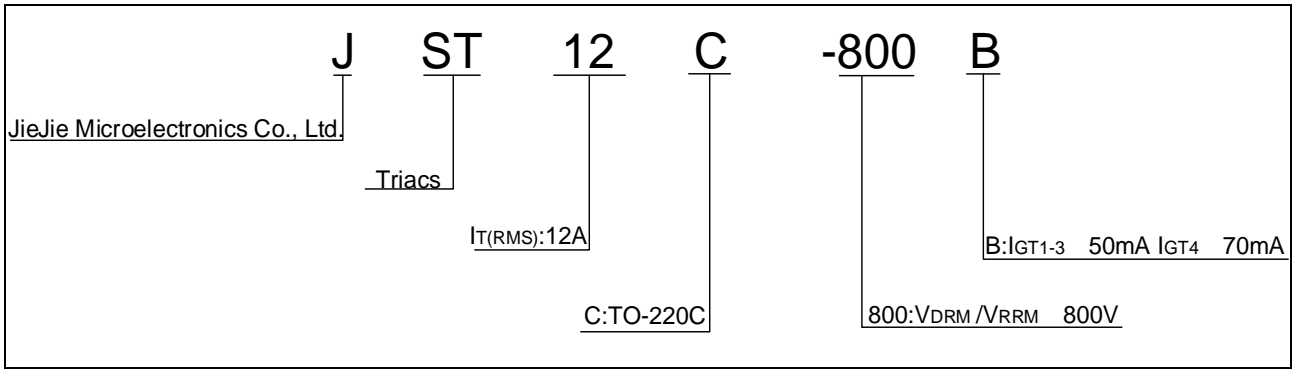 J ST 12 C -800 B
JieJie Microelectronics Co., Ltd.
Triacs
IT(RMS):12A
B:IGT1-3 50mA IGT4 70mA
C:TO-220C
800:VDRM /VRRM 800V